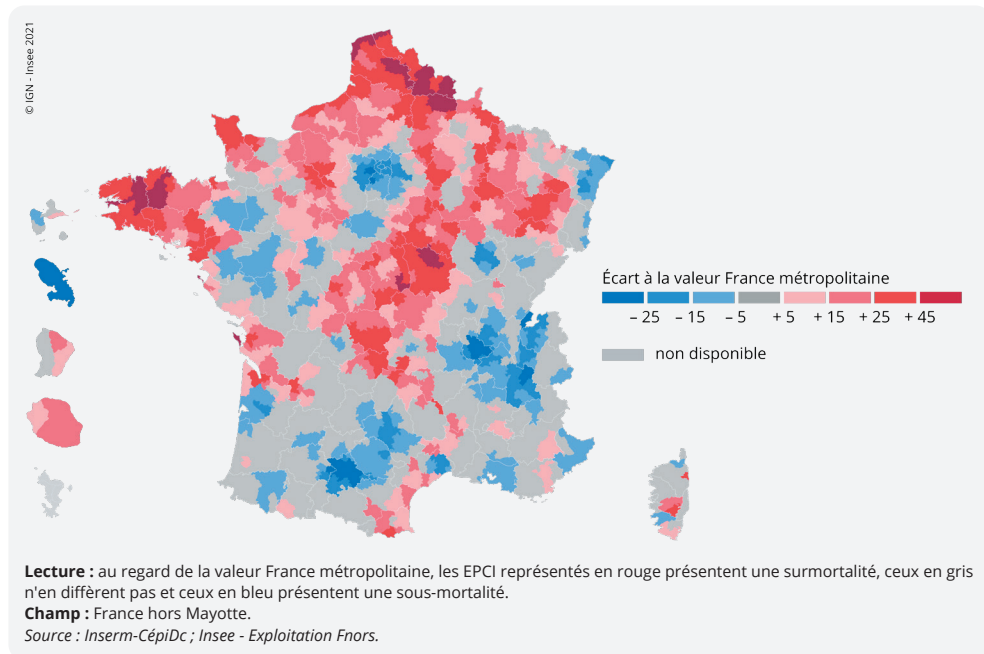 © IGN - Insee 2021
Écart à la valeur France métropolitaine
– 25 – 15 – 5 + 5 + 15 + 25 + 45
non disponible
Lecture : au regard de la valeur France métropolitaine, les EPCI représentés en rouge présentent une surmortalité, ceux en gris
n'en diffèrent pas et ceux en bleu présentent une sous-mortalité.
Champ : France hors Mayotte.
Source : Inserm-CépiDc ; Insee - Exploitation Fnors.